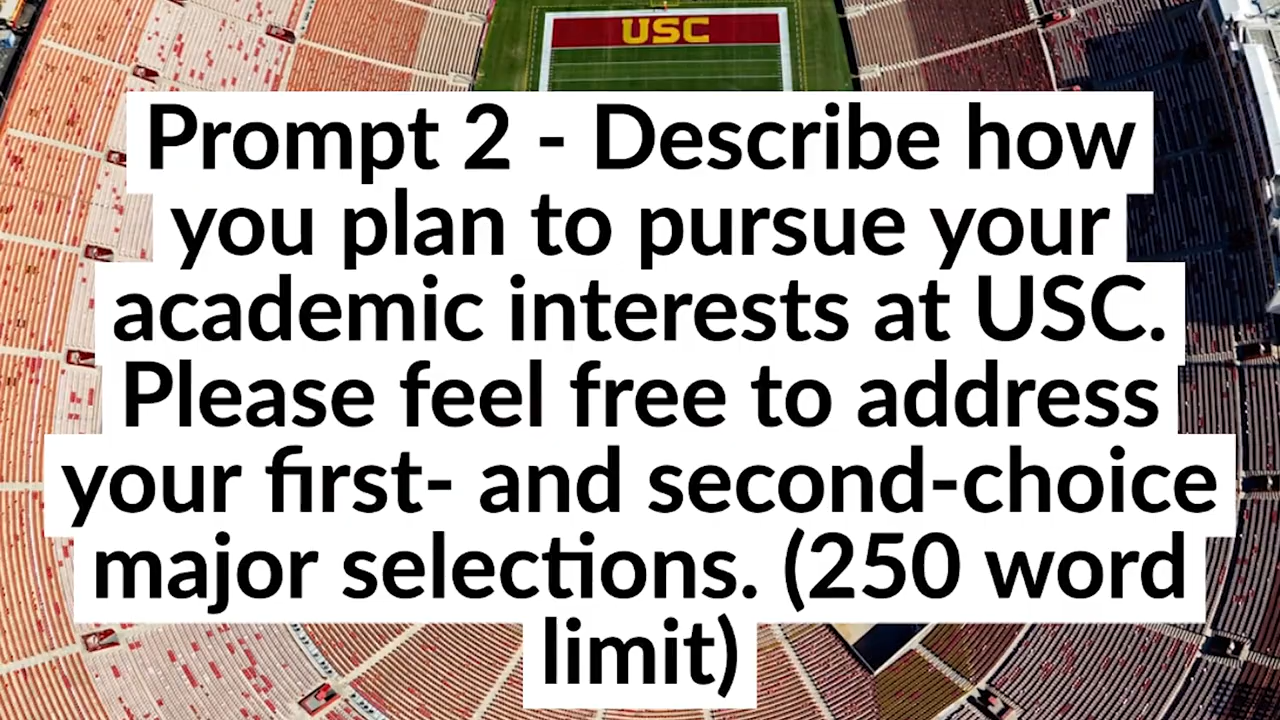 USC
Prompt 2 - Describe how
you plan to pursue your
academic interests at USC.
Please feel free to address
your first- and second-choice
major selections. (250 word
limit)